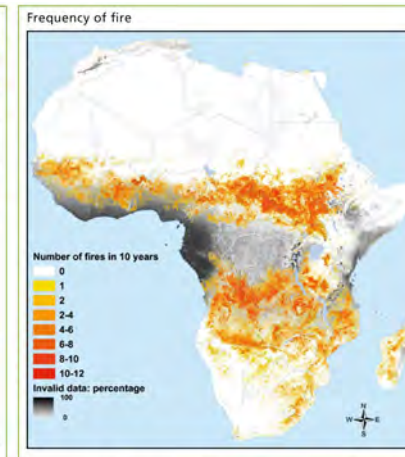 Frequency of fire
Number of fires in 10 years
0
1
2
2-4
4-6
6-8
8-10
10-12
Invalid data: percentage
100
0
N
W E
S